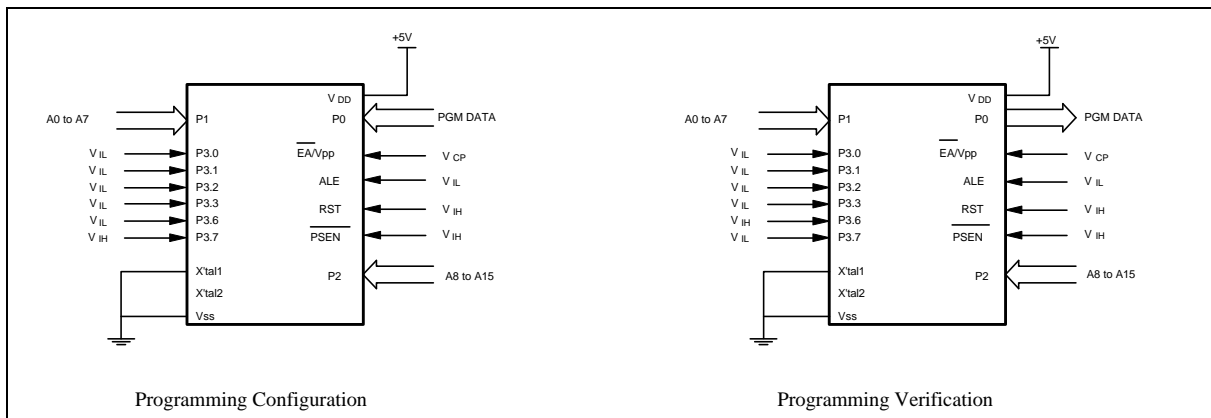 +5V
V DD
A0 to A7
P1
P0
PGM DATA
V IL
P3.0
EA/Vpp
V CP
V IL
P3.1
V IL
P3.2
ALE
V IL
V IL
P3.3
RST
V IH
V IL
P3.6
V IH
P3.7
PSEN
V IH
X'tal1
P2
A8 to A15
X'tal2
Vss
Programming Configuration
+5V
V DD
A0 to A7
P1
P0
PGM DATA
V IL
P3.0
EA/Vpp
V CP
V IL
P3.1
V IL
P3.2
ALE
V IL
V IL
P3.3
RST
V IH
V IH
P3.6
V IL
P3.7
PSEN
V IH
X'tal1
P2
A8 to A15
X'tal2
Vss
Programming Verification